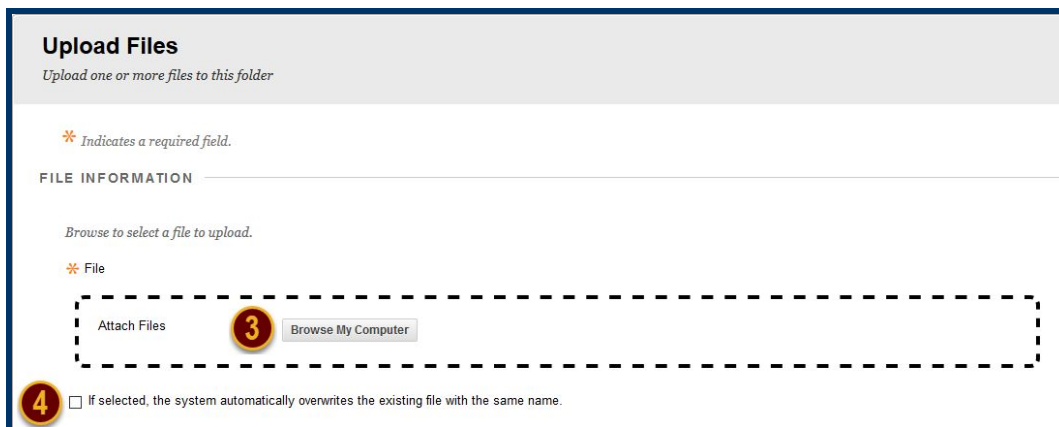 Upload Files
Upload one or more files to this folder
* Indicates a required field.
FILE INFORMATION
Browse to select a file to upload.
* File
Attach Files 3 Browse My Computer
4 If selected, the system automatically overwrites the existing file with the same name.